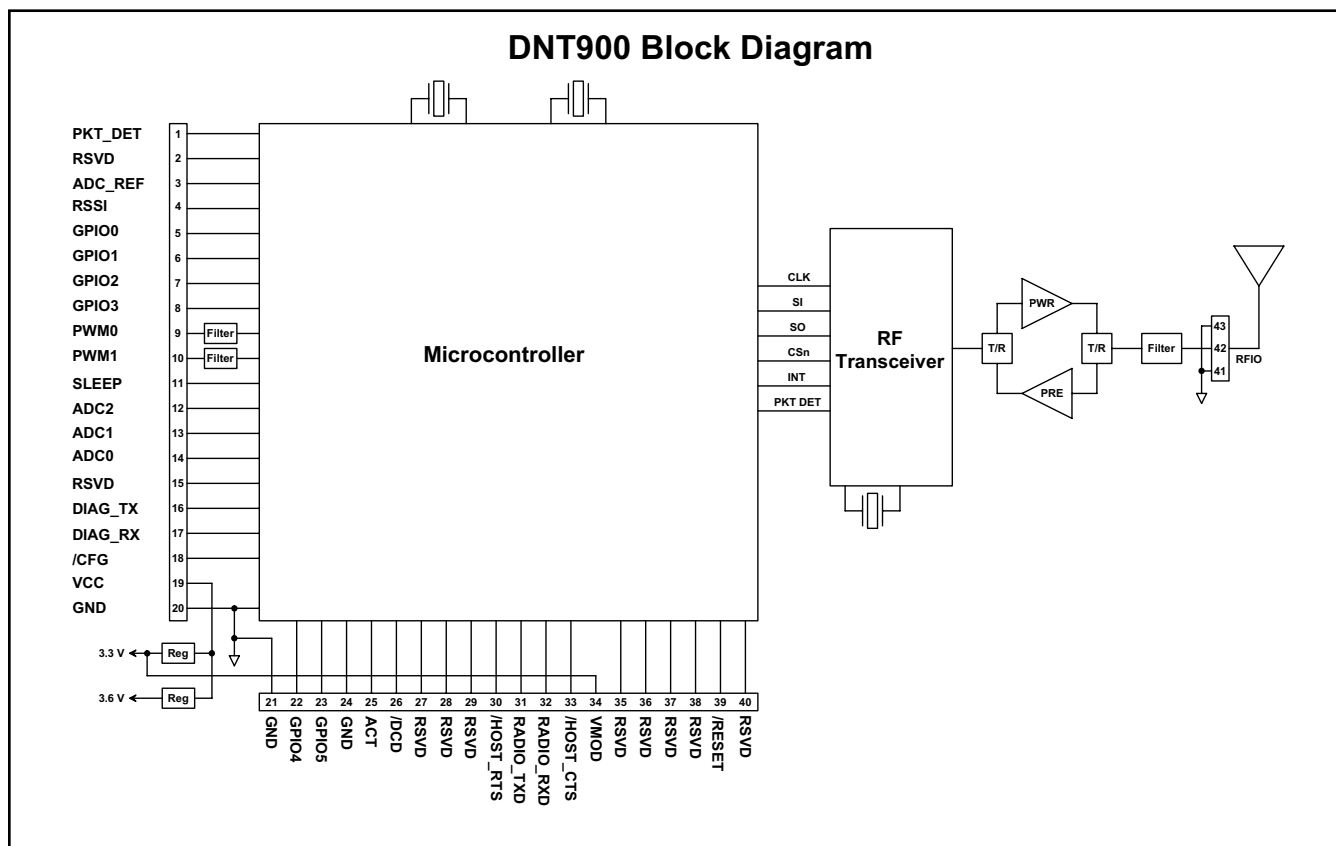 DNT900 Block Diagram
PKT_DET 1
RSVD 2
ADC_REF 3
RSSI 4
GPIO0 5
GPIO1 6
GPIO2 7
GPIO3 8
PWM0 9 Filter
PWM1 10 Filter
SLEEP 11
ADC2 12
ADC1 13
ADC0 14
RSVD 15
DIAG_TX 16
DIAG_RX 17
/CFG 18
VCC 19
GND 20
Microcontroller
CLK
SI
SO
CSn
INT
PKT DET
RF
Transceiver
T/R
PWR
PRE
T/R
Filter
43
42
41
RFIO
3.3 V Reg
3.6 V Reg
21 GND
22 GPIO4
23 GPIO5
24 GND
25 ACT
26 /DCD
27 RSVD
28 RSVD
29 RSVD
30 /HOST_RTS
31 RADIO_TXD
32 RADIO_RXD
33 /HOST_CTS
34 VMOD
35 RSVD
36 RSVD
37 RSVD
38 RSVD
39 /RESET
40 RSVD